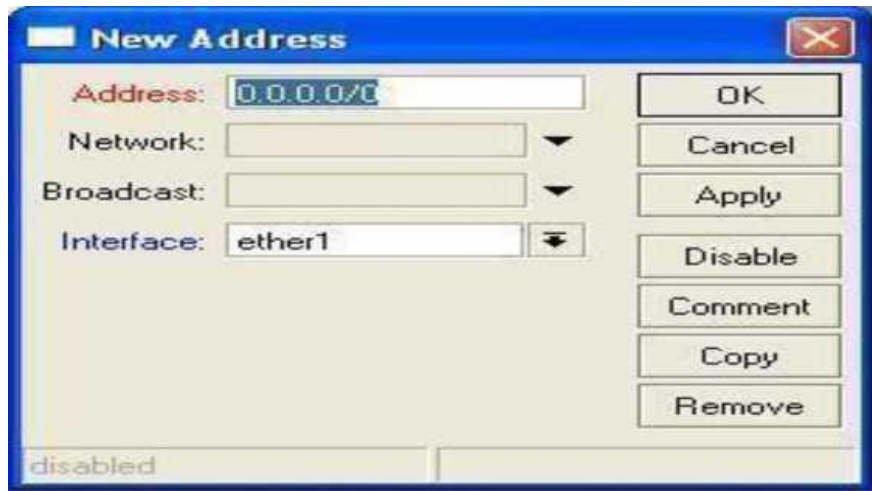 New Address
Address: 0.0.0.0/0
Network:
Broadcast:
Interface: ether1
OK
Cancel
Apply
Disable
Comment
Copy
Remove
disabled